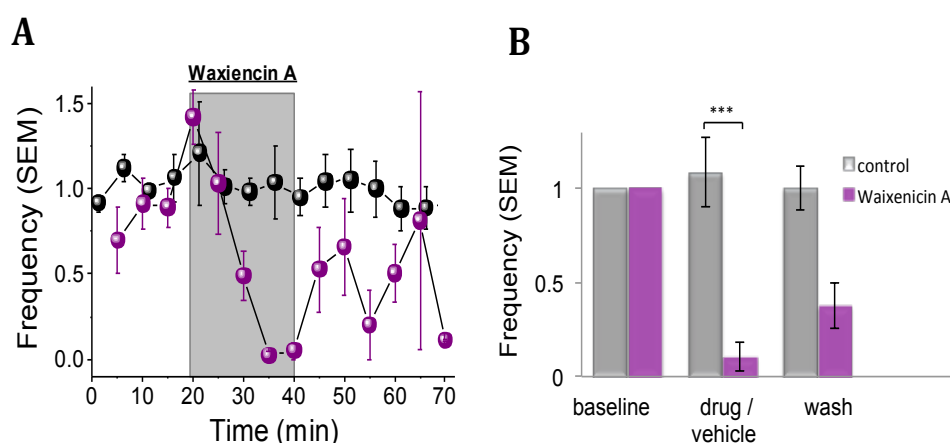 A
Waxiencin A
Frequency (SEM)
1.5
1.0
0.5
0.0
0 10 20 30 40 50 60 70
Time (min)
B
***
control
Waixenicin A
Frequency (SEM)
1
0.5
0
baseline drug / vehicle wash